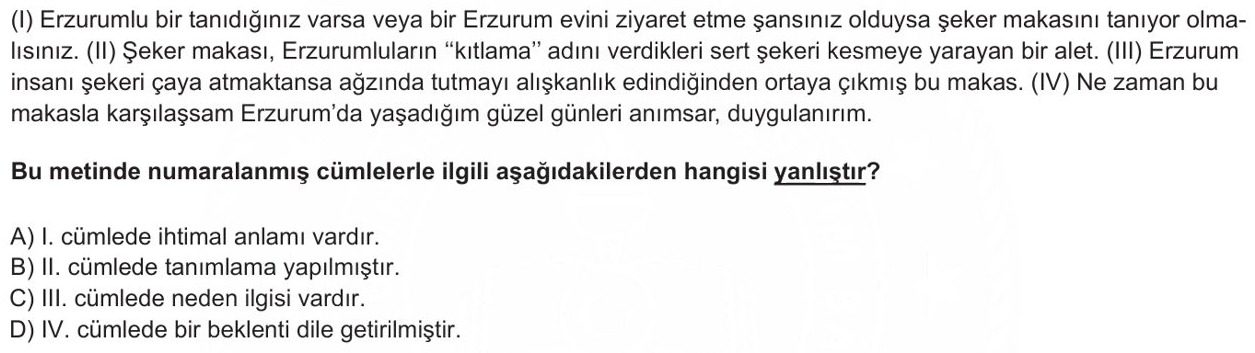 (I) Erzurumlu bir tanıdığınız varsa veya bir Erzurum evini ziyaret etme şansınız olduysa şeker makasını tanıyor olma-
lısınız. (II) Şeker makası, Erzurumluların “kıtlama’’ adını verdikleri sert şekeri kesmeye yarayan bir alet. (III) Erzurum
insanı şekeri çaya atmaktansa ağzında tutmayı alışkanlık edindiğinden ortaya çıkmış bu makas. (IV) Ne zaman bu
makasla karşılaşsam Erzurum’da yaşadığım güzel günleri anımsar, duygulanırım.
Bu metinde numaralanmış cümlelerle ilgili aşağıdakilerden hangisi yanlıştır?
A) I. cümlede ihtimal anlamı vardır.
B) II. cümlede tanımlama yapılmıştır.
C) III. cümlede neden ilgisi vardır.
D) IV. cümlede bir beklenti dile getirilmiştir.